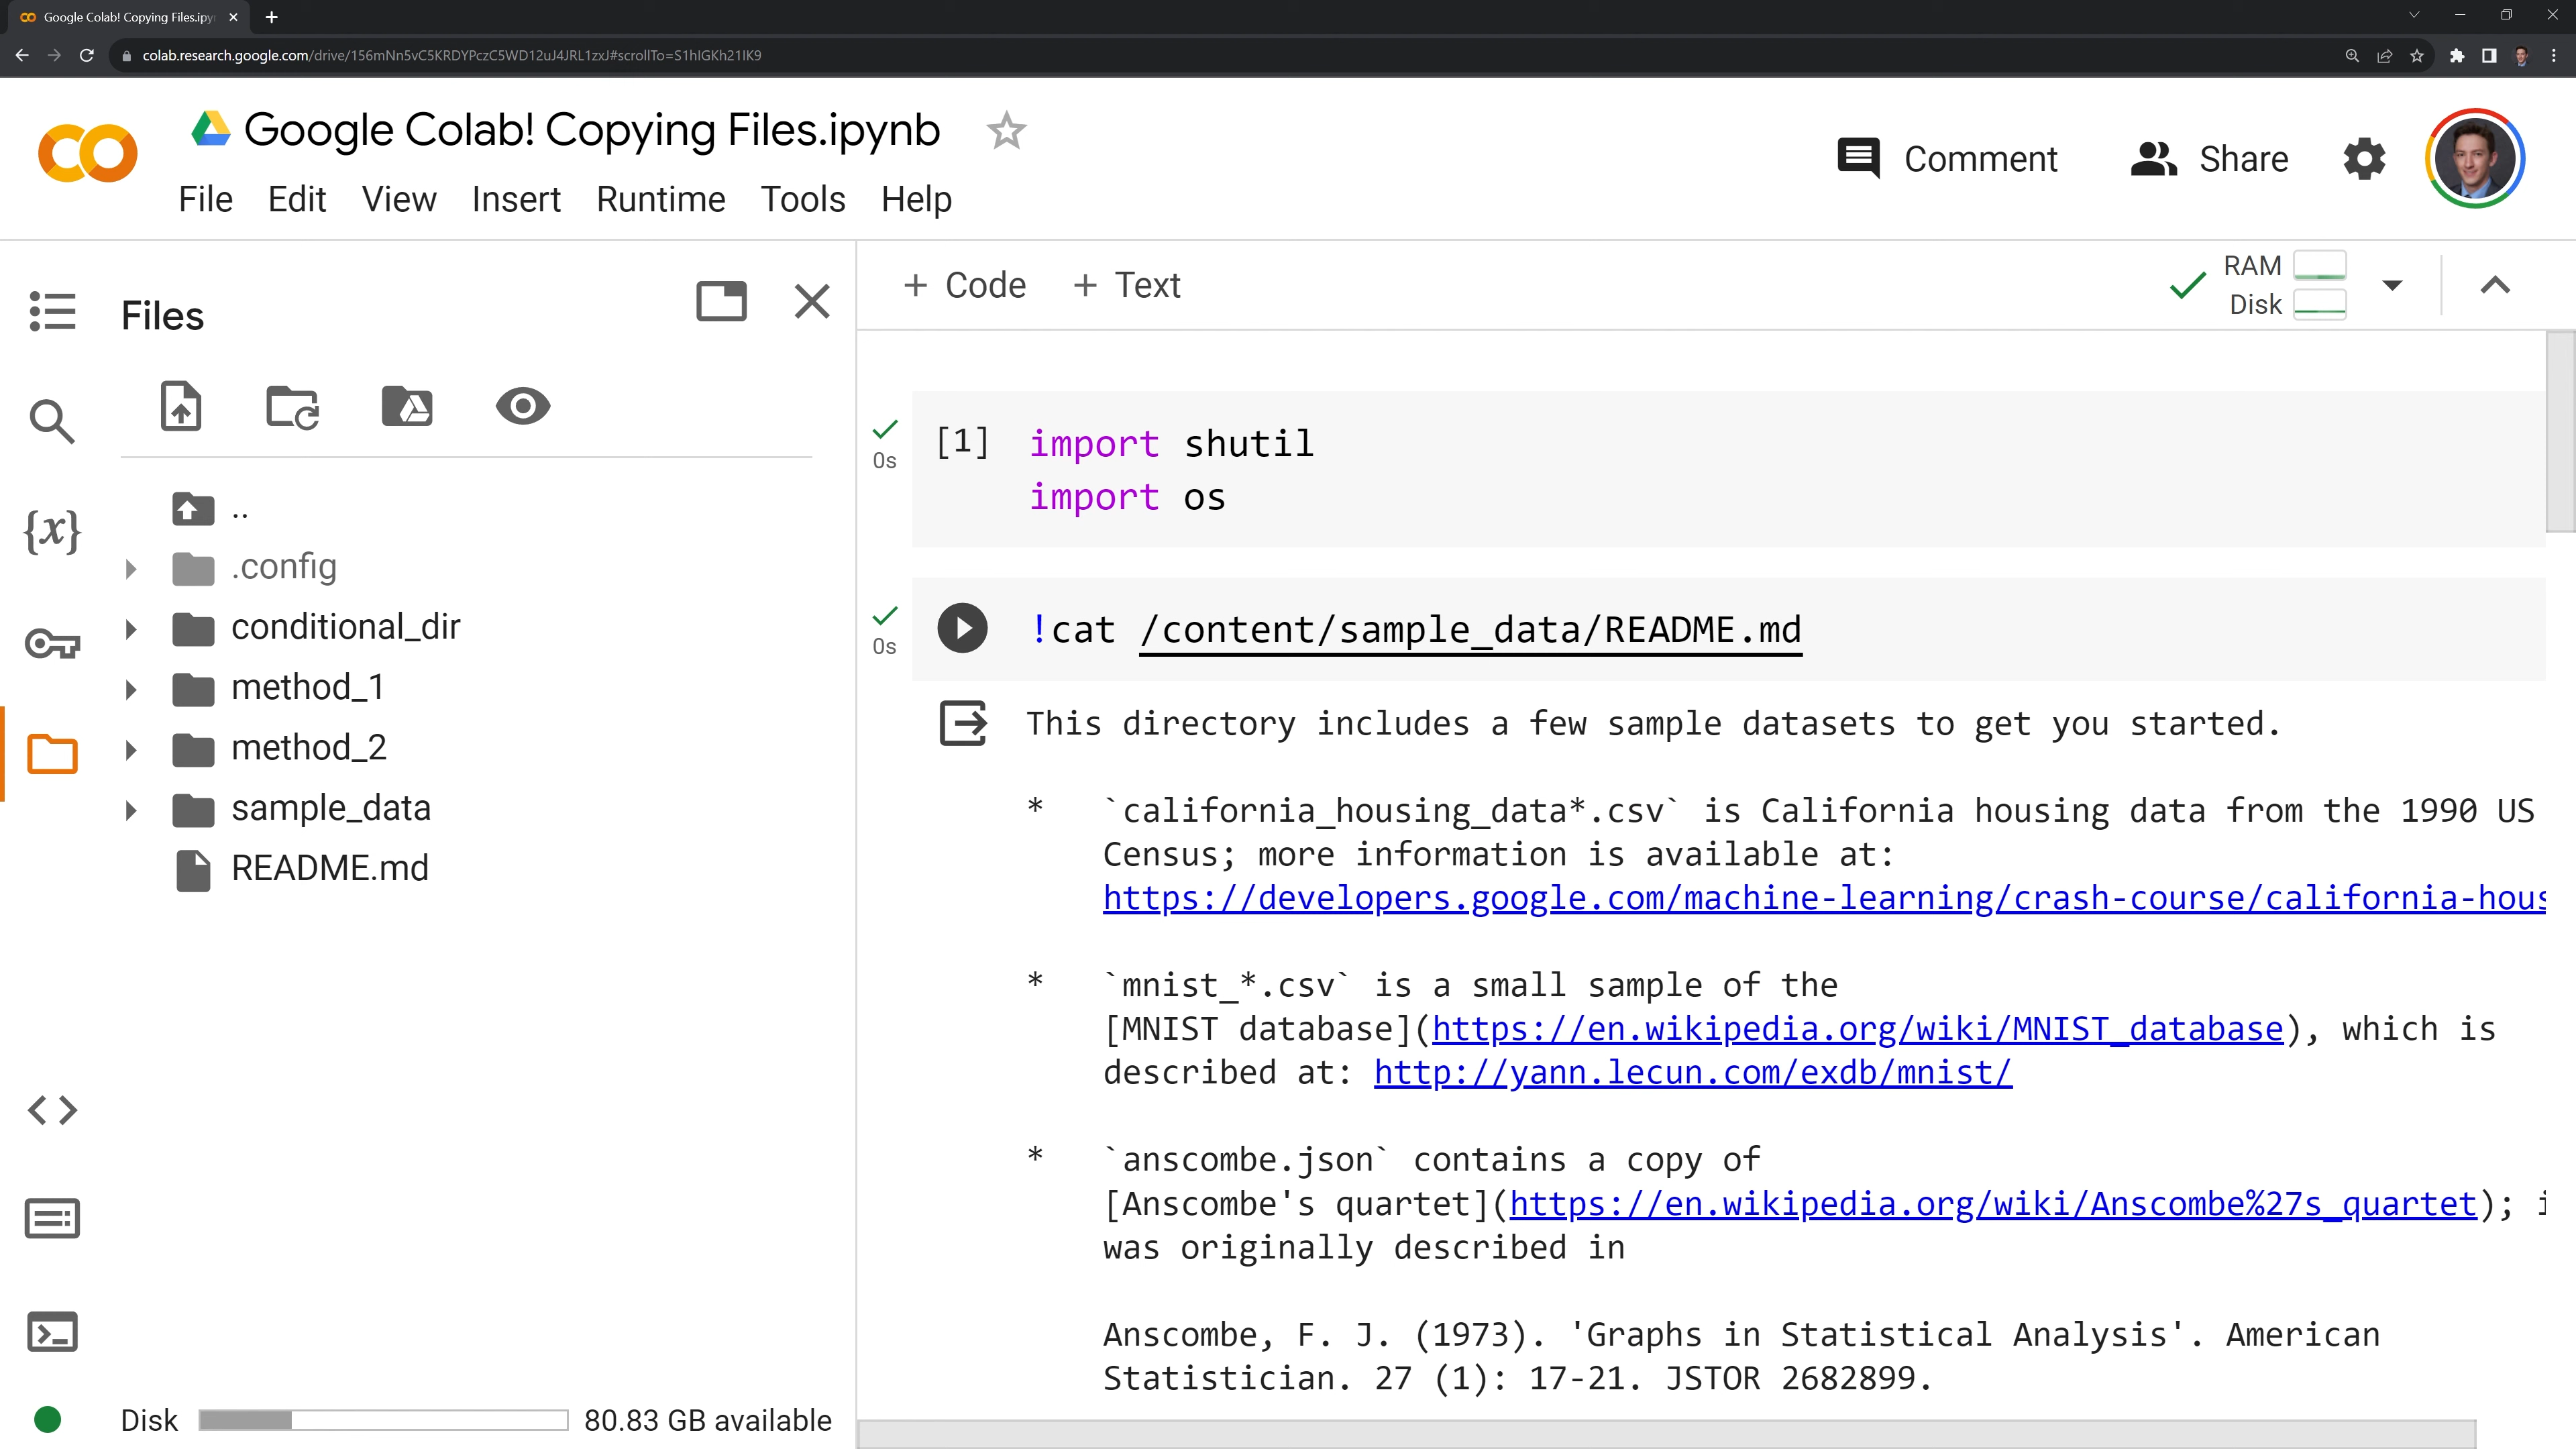 Google Colab! Copying Files.ipy
colab.research.google.com/drive/156mNn5vC5KRDYPczC5WD12uJ4JRL1zxJ#scrollTo=S1hIGKh21IK9
Google Colab! Copying Files.ipynb
Comment
Share
File Edit View Insert Runtime Tools Help
Files
+ Code + Text
RAM
Disk
..
.config
conditional_dir
method_1
method_2
sample_data
README.md
Disk 80.83 GB available
[1] import shutil
0s
import os
!cat /content/sample_data/README.md
0s
This directory includes a few sample datasets to get you started.
* `california_housing_data*.csv` is California housing data from the 1990 US
Census; more information is available at:
https://developers.google.com/machine-learning/crash-course/california-hous
* `mnist_*.csv` is a small sample of the
[MNIST database](https://en.wikipedia.org/wiki/MNIST_database), which is
described at: http://yann.lecun.com/exdb/mnist/
* `anscombe.json` contains a copy of
[Anscombe's quartet](https://en.wikipedia.org/wiki/Anscombe%27s_quartet); i
was originally described in
Anscombe, F. J. (1973). 'Graphs in Statistical Analysis'. American
Statistician. 27 (1): 17-21. JSTOR 2682899.